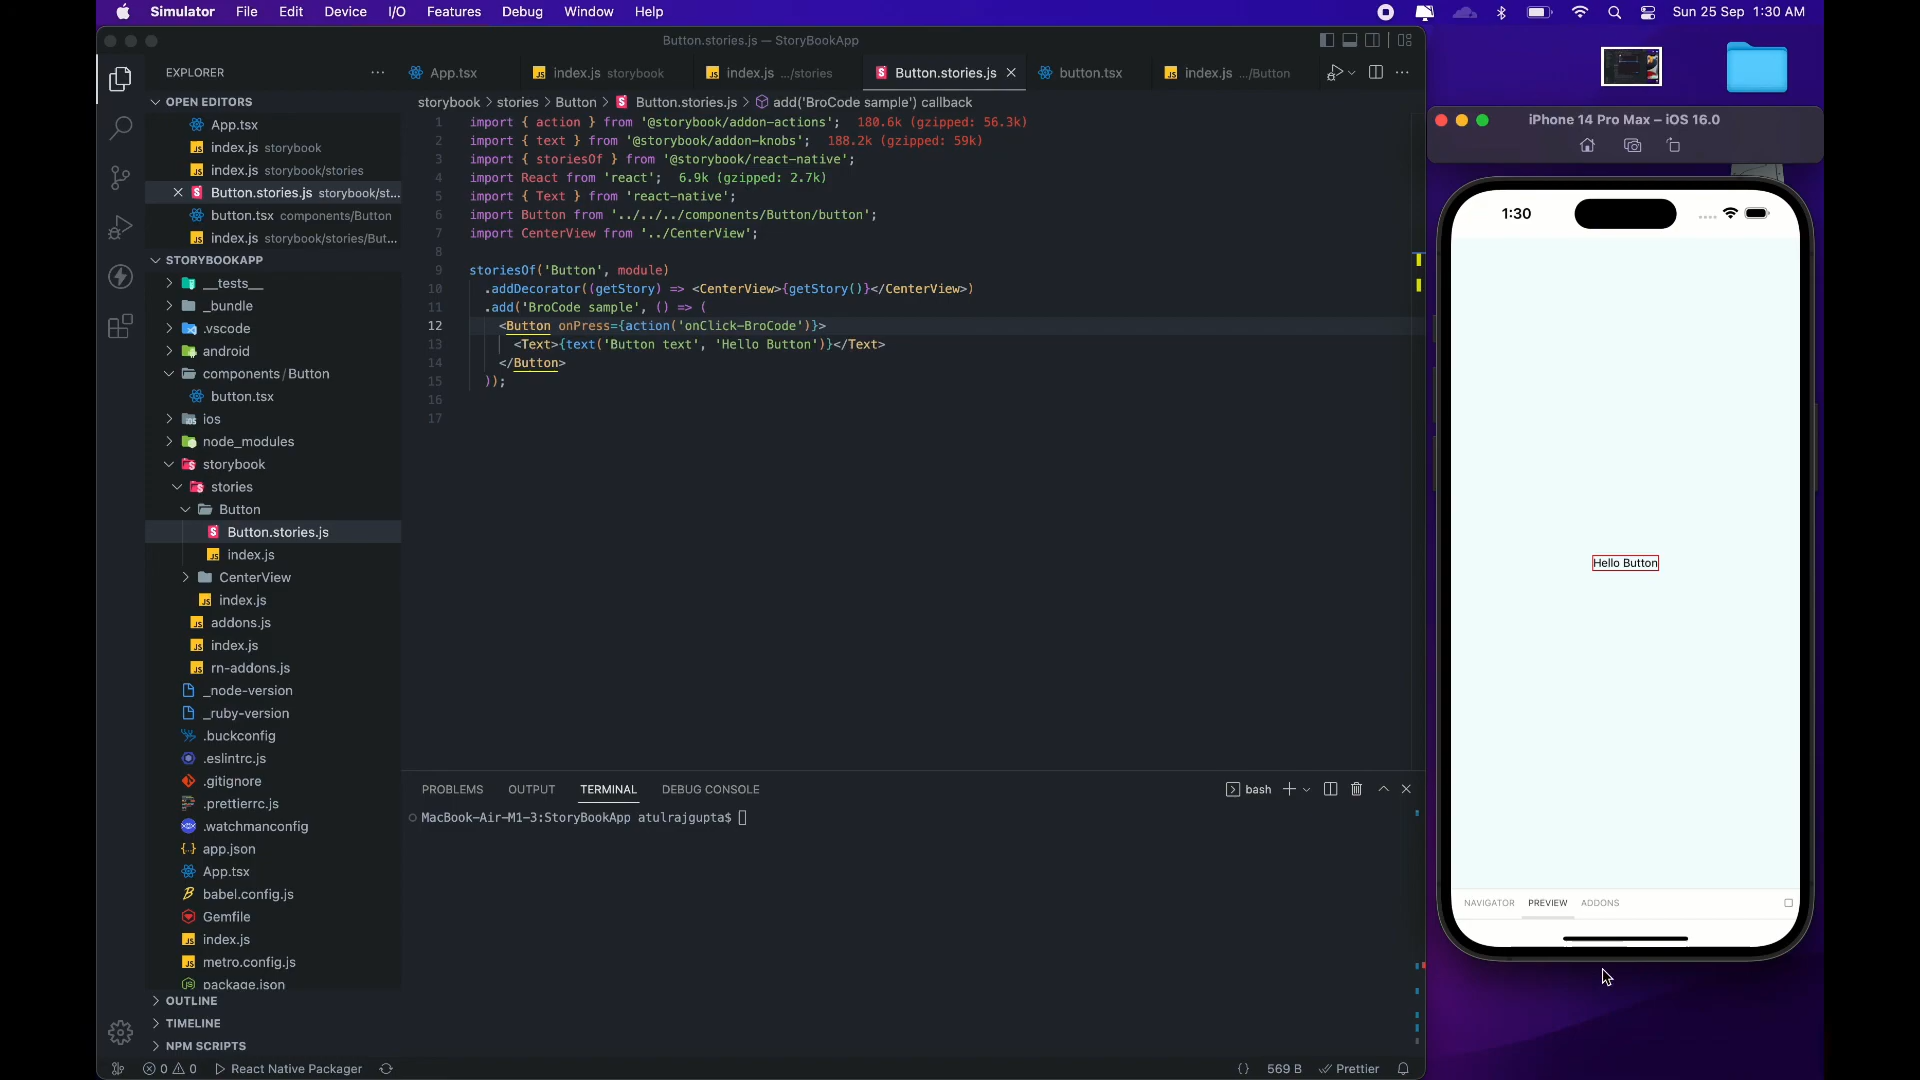 Simulator File Edit Device I/O Features Debug Window Help
Sun 25 Sep 1:30 AM
Button.stories.js — StoryBookApp
EXPLORER
App.tsx
index.js storybook
index.js .../stories
Button.stories.js
button.tsx
index.js .../Button
OPEN EDITORS
App.tsx
index.js storybook
index.js storybook/stories
Button.stories.js storybook/st...
button.tsx components/Button
index.js storybook/stories/But...
STORYBOOKAPP
__tests__
_bundle
.vscode
android
components/Button
button.tsx
ios
node_modules
storybook
stories
Button
Button.stories.js
index.js
CenterView
index.js
addons.js
index.js
rn-addons.js
_node-version
_ruby-version
.buckconfig
.eslintrc.js
.gitignore
.prettierrc.js
.watchmanconfig
app.json
App.tsx
babel.config.js
Gemfile
index.js
metro.config.js
package.json
OUTLINE
TIMELINE
NPM SCRIPTS
storybook > stories > Button > Button.stories.js > add('BroCode sample') callback
1 import { action } from '@storybook/addon-actions'; 180.6k (gzipped: 56.3k)
2 import { text } from '@storybook/addon-knobs'; 188.2k (gzipped: 59k)
3 import { storiesOf } from '@storybook/react-native';
4 import React from 'react'; 6.9k (gzipped: 2.7k)
5 import { Text } from 'react-native';
6 import Button from '../../../components/Button/button';
7 import CenterView from '../CenterView';
8
9 storiesOf('Button', module)
10 .addDecorator((getStory) => <CenterView>{getStory()}</CenterView>)
11 .add('BroCode sample', () => (
12 <Button onPress={action('onClick-BroCode')}>
13 <Text>{text('Button text', 'Hello Button')}</Text>
14 </Button>
15 ));
16
17
PROBLEMS OUTPUT TERMINAL DEBUG CONSOLE
bash
MacBook-Air-M1-3:StoryBookApp atulrajgupta$
0 0 React Native Packager
{} 569 B Prettier
iPhone 14 Pro Max – iOS 16.0
1:30
Hello Button
NAVIGATOR PREVIEW ADDONS